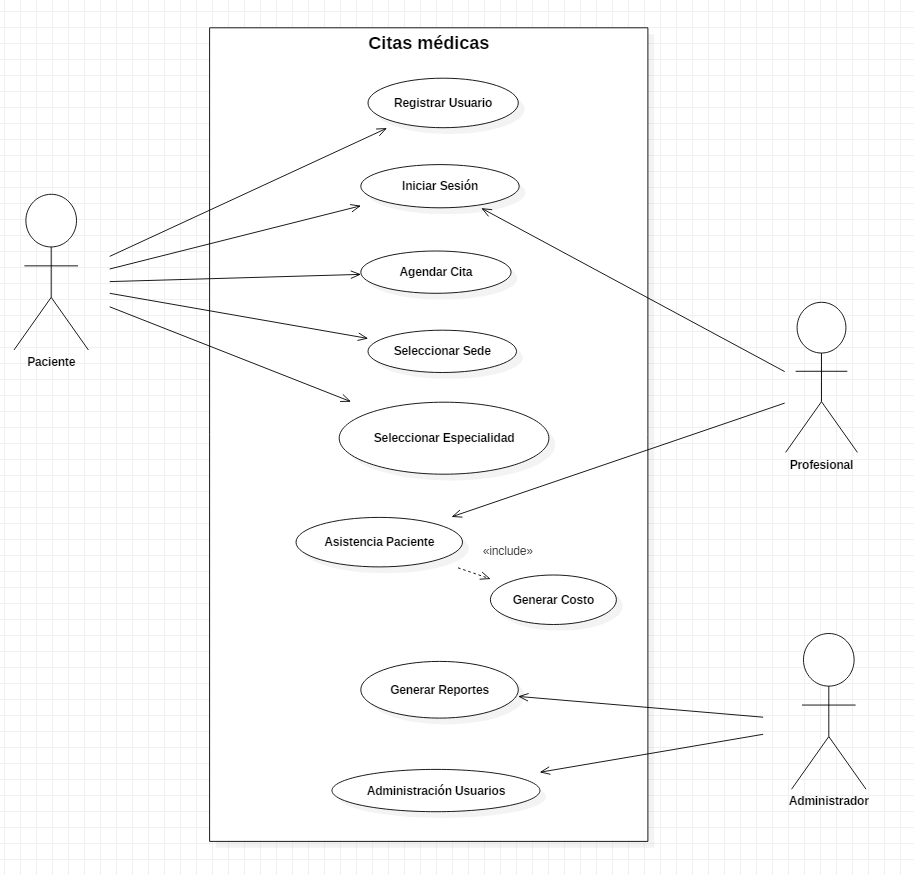 Citas médicas
Registrar Usuario
Iniciar Sesión
Agendar Cita
Seleccionar Sede
Paciente
Seleccionar Especialidad
Profesional
Asistencia Paciente
«include»
Generar Costo
Generar Reportes
Administración Usuarios
Administrador